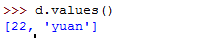 >>> d.values()
[22, 'yuan']